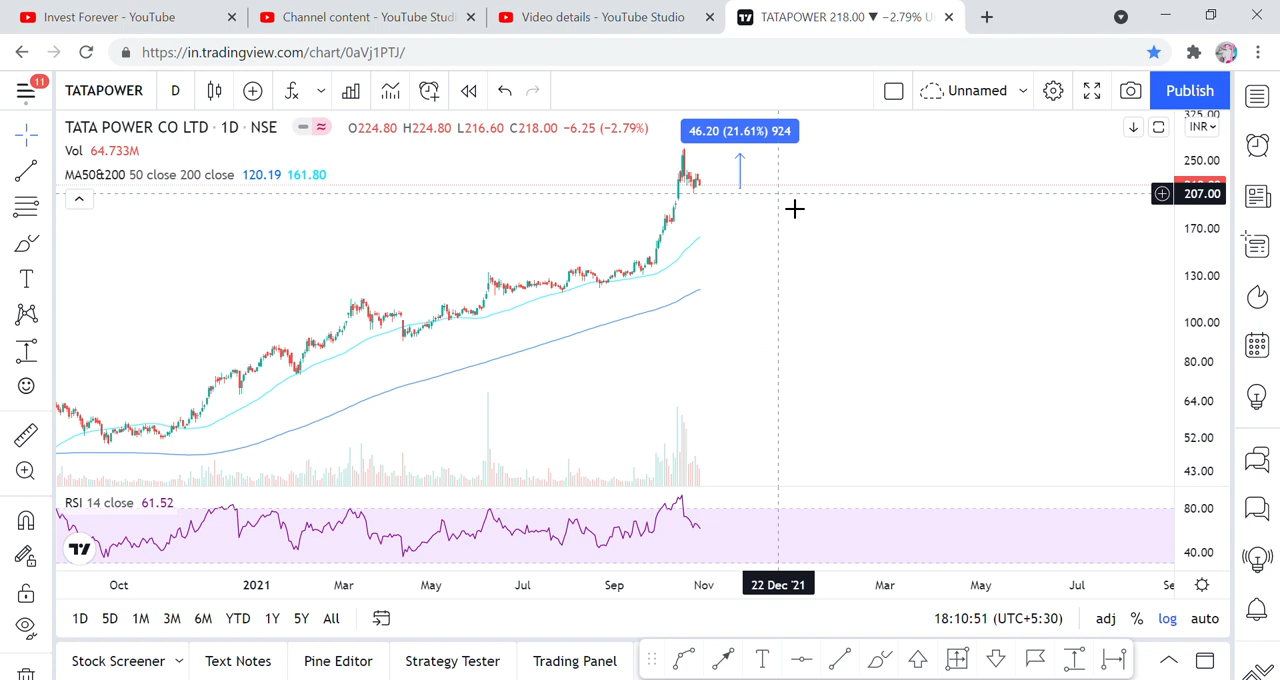 Invest Forever - YouTube
Channel content - YouTube Studi
Video details - YouTube Studio
TATAPOWER 218.00 ▼ −2.79% U
https://in.tradingview.com/chart/0aVj1PTJ/
11
TATAPOWER
D
Unnamed
Publish
TATA POWER CO LTD · 1D · NSE
O224.80 H224.80 L216.60 C218.00 −6.25 (−2.79%)
Vol 64.733M
MA50&200 50 close 200 close 120.19 161.80
46.20 (21.61%) 924
INR
325.00
250.00
207.00
170.00
130.00
100.00
80.00
64.00
52.00
43.00
RSI 14 close 61.52
80.00
40.00
Oct 2021 Mar May Jul Sep Nov 22 Dec '21 Mar May Jul Se
1D 5D 1M 3M 6M YTD 1Y 5Y All
18:10:51 (UTC+5:30)
adj % log auto
Stock Screener
Text Notes
Pine Editor
Strategy Tester
Trading Panel